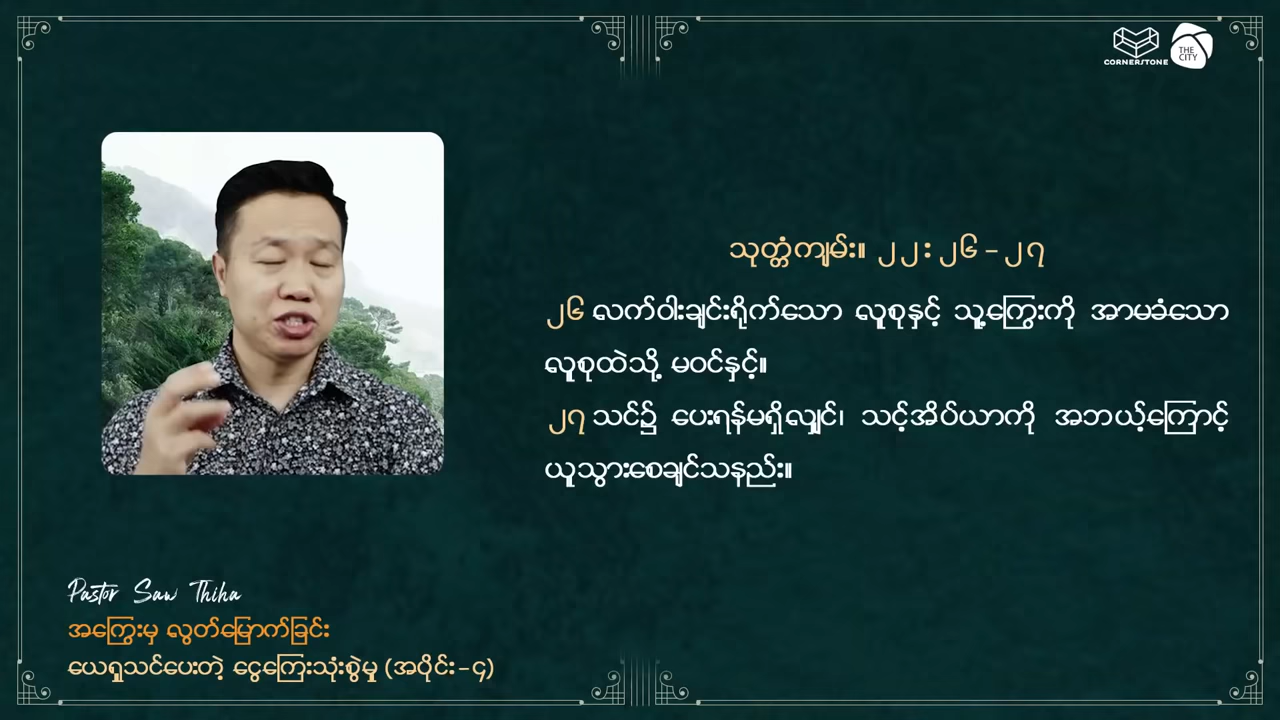 CORNERSTONE
THE
CITY
သုတ္တံကျမ်း။ ၂၂: ၂၆ – ၂၇
၂၆ လက်ဝါးချင်းရိုက်သော လူစုနှင့် သူ့ကြွေးကို အာမခံသော
လူစုထဲသို့ မဝင်နှင့်။
၂၇ သင်၌ ပေးရန်မရှိလျှင်၊ သင့်အိပ်ယာကို အဘယ့်ကြောင့်
ယူသွားစေချင်သနည်း။
Pastor Saw Thiha
အကြွေးမှ လွတ်မြောက်ခြင်း
ယေရှုသင်ပေးတဲ့ ငွေကြေးသုံးစွဲမှု (အပိုင်း – ၄)